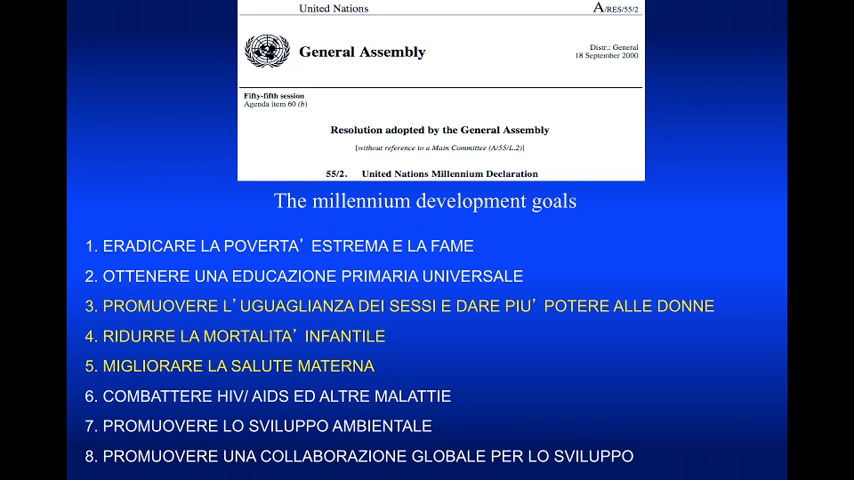 United Nations
A/RES/55/2
General Assembly
Distr.: General
18 September 2000
Fifty-fifth session
Agenda item 60 (b)
Resolution adopted by the General Assembly
[without reference to a Main Committee (A/55/L.2)]
55/2. United Nations Millennium Declaration
The millennium development goals
1. ERADICARE LA POVERTA’ ESTREMA E LA FAME
2. OTTENERE UNA EDUCAZIONE PRIMARIA UNIVERSALE
3. PROMUOVERE L’ UGUAGLIANZA DEI SESSI E DARE PIU’ POTERE ALLE DONNE
4. RIDURRE LA MORTALITA’ INFANTILE
5. MIGLIORARE LA SALUTE MATERNA
6. COMBATTERE HIV/ AIDS ED ALTRE MALATTIE
7. PROMUOVERE LO SVILUPPO AMBIENTALE
8. PROMUOVERE UNA COLLABORAZIONE GLOBALE PER LO SVILUPPO